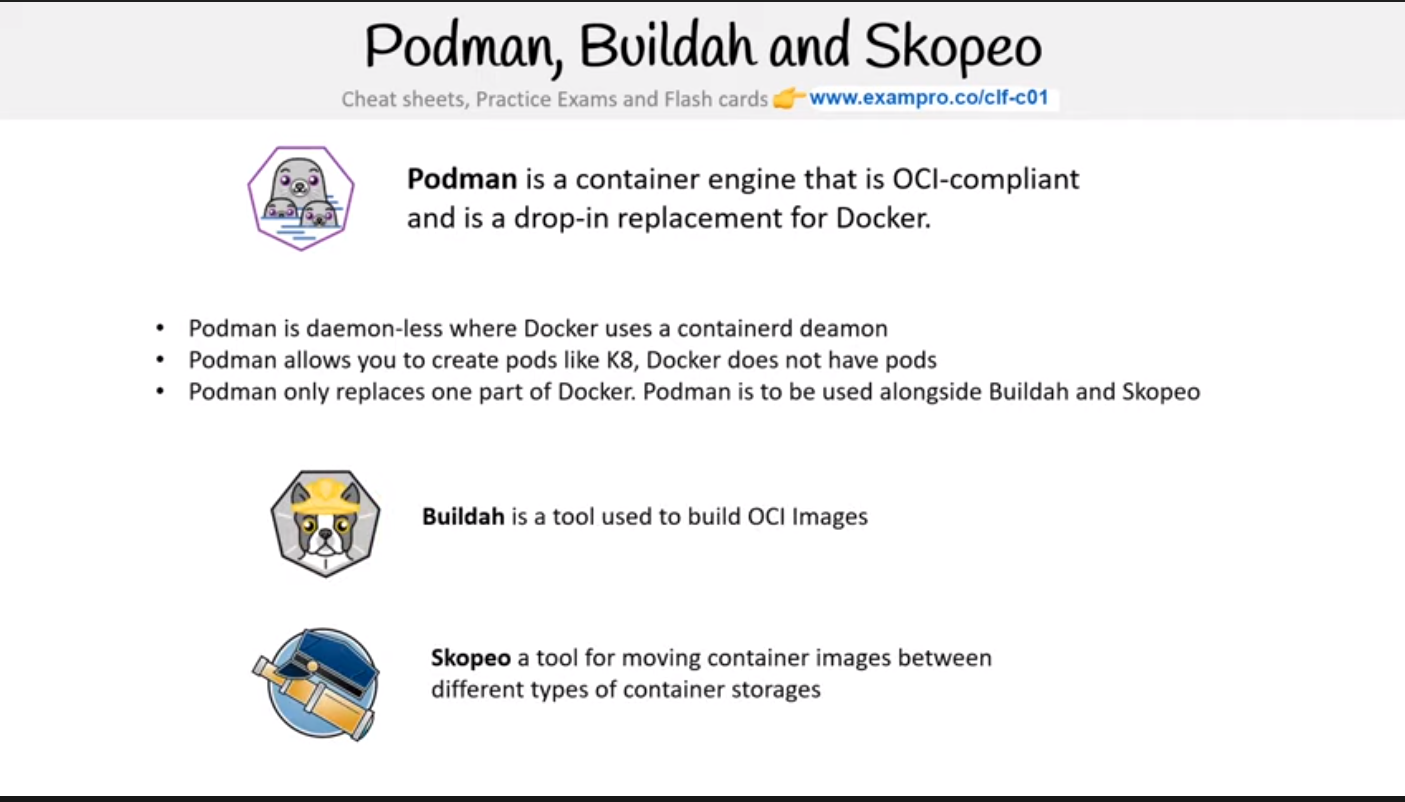 Podman, Buildah and Skopeo
Cheat sheets, Practice Exams and Flash cards 👉 www.exampro.co/clf-c01
Podman is a container engine that is OCI-compliant
and is a drop-in replacement for Docker.
• Podman is daemon-less where Docker uses a containerd deamon
• Podman allows you to create pods like K8, Docker does not have pods
• Podman only replaces one part of Docker. Podman is to be used alongside Buildah and Skopeo
Buildah is a tool used to build OCI Images
Skopeo a tool for moving container images between
different types of container storages